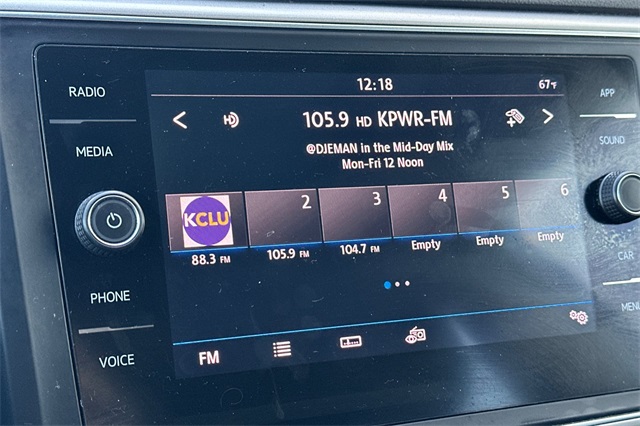 12:18
67°F
RADIO
MEDIA
PHONE
VOICE
APP
SOUND
CAR
MENU
< HD 105.9 HD KPWR-FM >
@DJEMAN in the Mid-Day Mix
Mon-Fri 12 Noon
KCLU
2
3
4
5
6
88.3 FM
105.9 FM
104.7 FM
Empty
Empty
Empty
FM